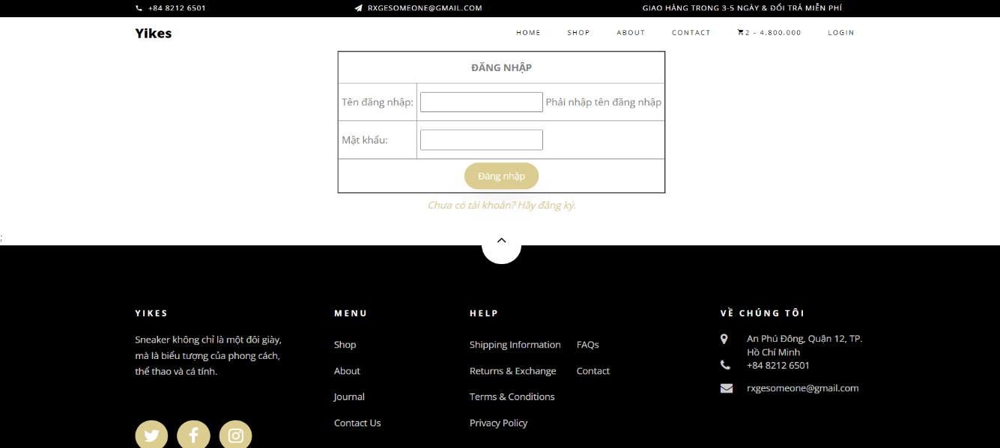 +84 8212 6501
RXGESOMEONE@GMAIL.COM
GIAO HÀNG TRONG 3-5 NGÀY & ĐỔI TRẢ MIỄN PHÍ
Yikes
HOME
SHOP
ABOUT
CONTACT
2 - 4.800.000
LOGIN
ĐĂNG NHẬP
Tên đăng nhập:
Phải nhập tên đăng nhập
Mật khẩu:
Đăng nhập
Chưa có tài khoản? Hãy đăng ký.
;
YIKES
Sneaker không chỉ là một đôi giày,
mà là biểu tượng của phong cách,
thể thao và cá tính.
MENU
Shop
About
Journal
Contact Us
HELP
Shipping Information
Returns & Exchange
Terms & Conditions
Privacy Policy
FAQs
Contact
VỀ CHÚNG TÔI
An Phú Đông, Quận 12, TP.
Hồ Chí Minh
+84 8212 6501
rxgesomeone@gmail.com